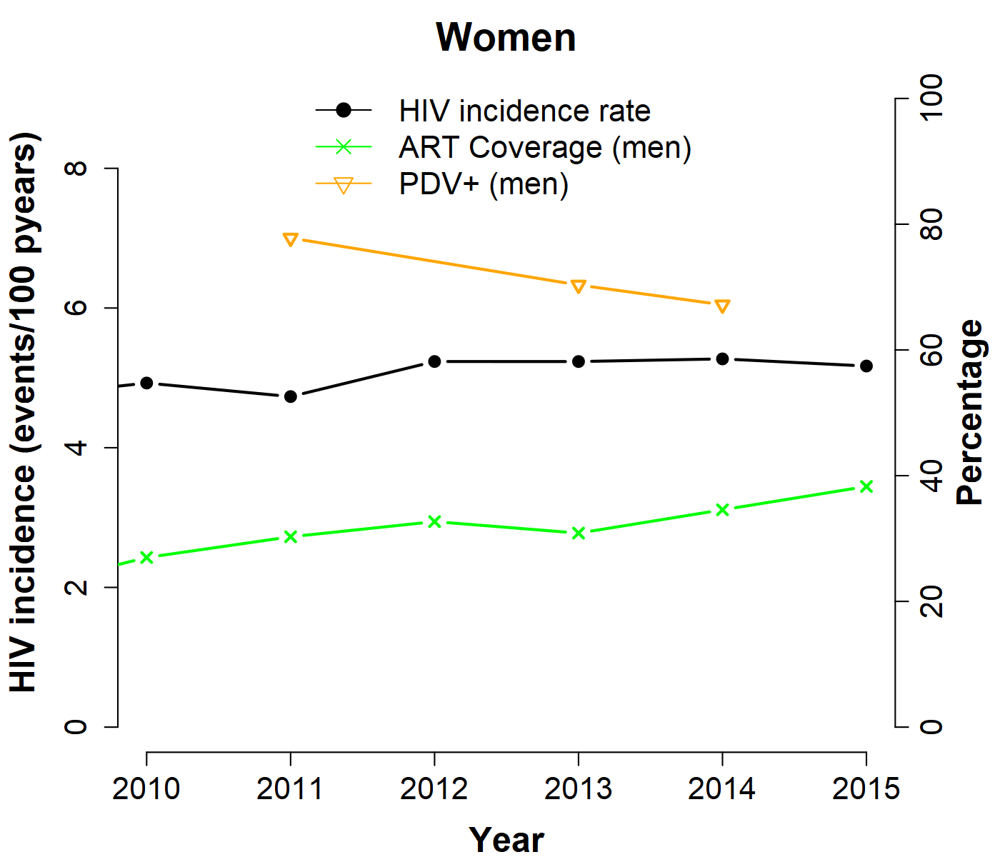 Women
HIV incidence rate
ART Coverage (men)
PDV+ (men)
HIV incidence (events/100 pyears)
8
6
4
2
0
100
80
60
40
20
0
Percentage
2010 2011 2012 2013 2014 2015
Year